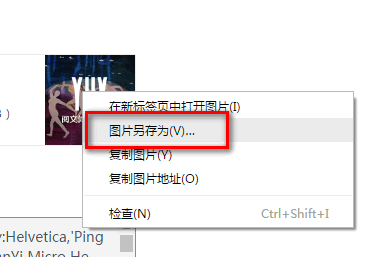 YUY
阅文
3 )
在新标签页中打开图片(I)
图片另存为(V)...
复制图片(Y)
复制图片地址(O)
检查(N) Ctrl+Shift+I
y:Helvetica,'Ping
anYi Micro He